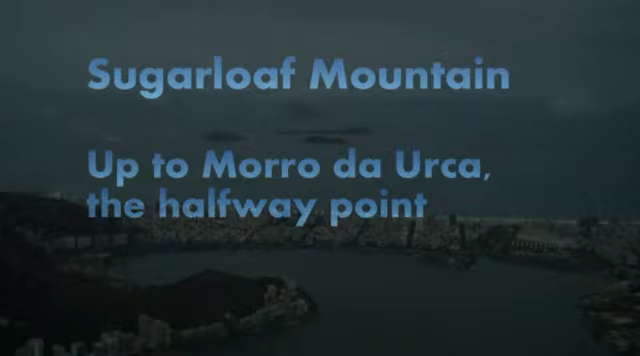 Sugarloaf Mountain
Up to Morro da Urca,
the halfway point